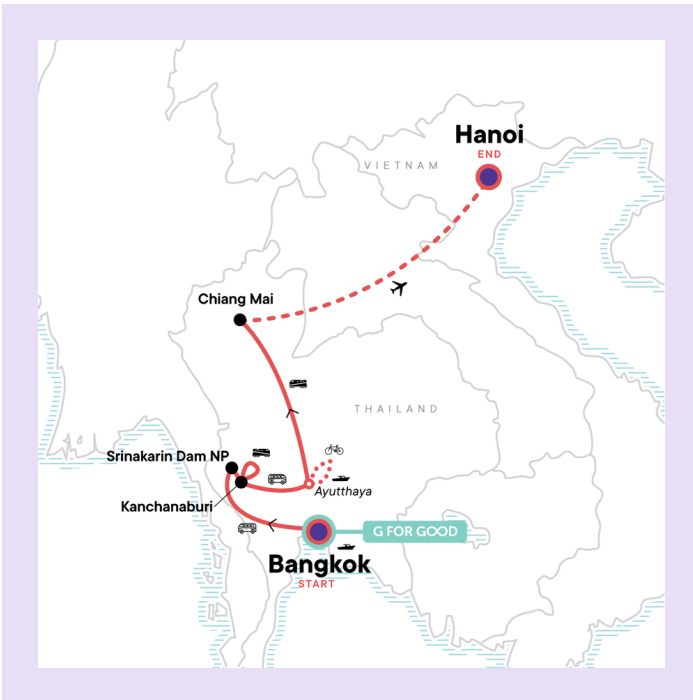 Hanoi
END
VIETNAM
Chiang Mai
THAILAND
Srinakarin Dam NP
Ayutthaya
Kanchanaburi
G FOR GOOD
Bangkok
START